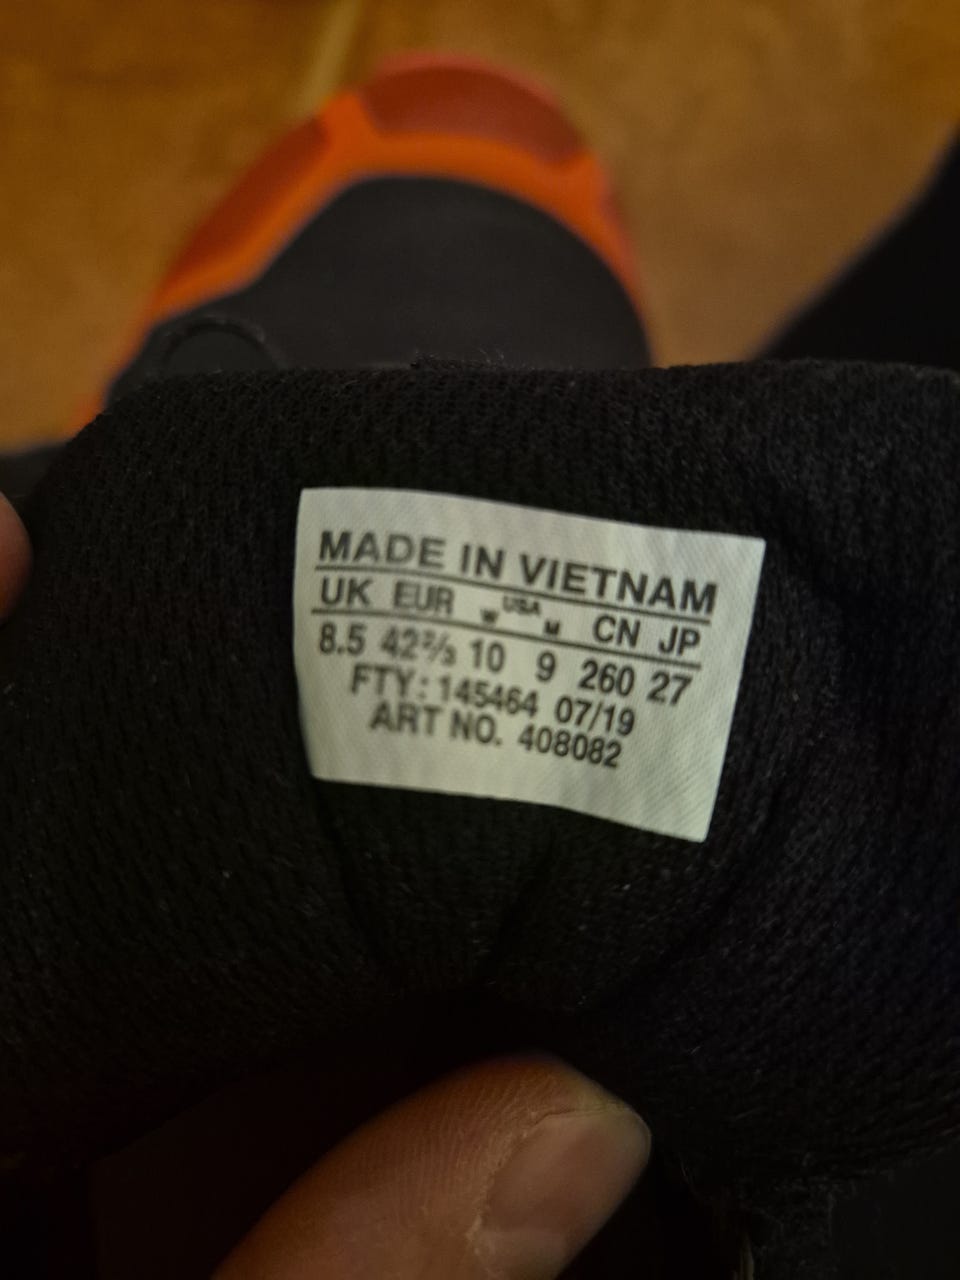 MADE IN VIETNAM
UK EUR W USA M CN JP
8.5 42⅔ 10 9 260 27
FTY: 145464 07/19
ART NO. 408082